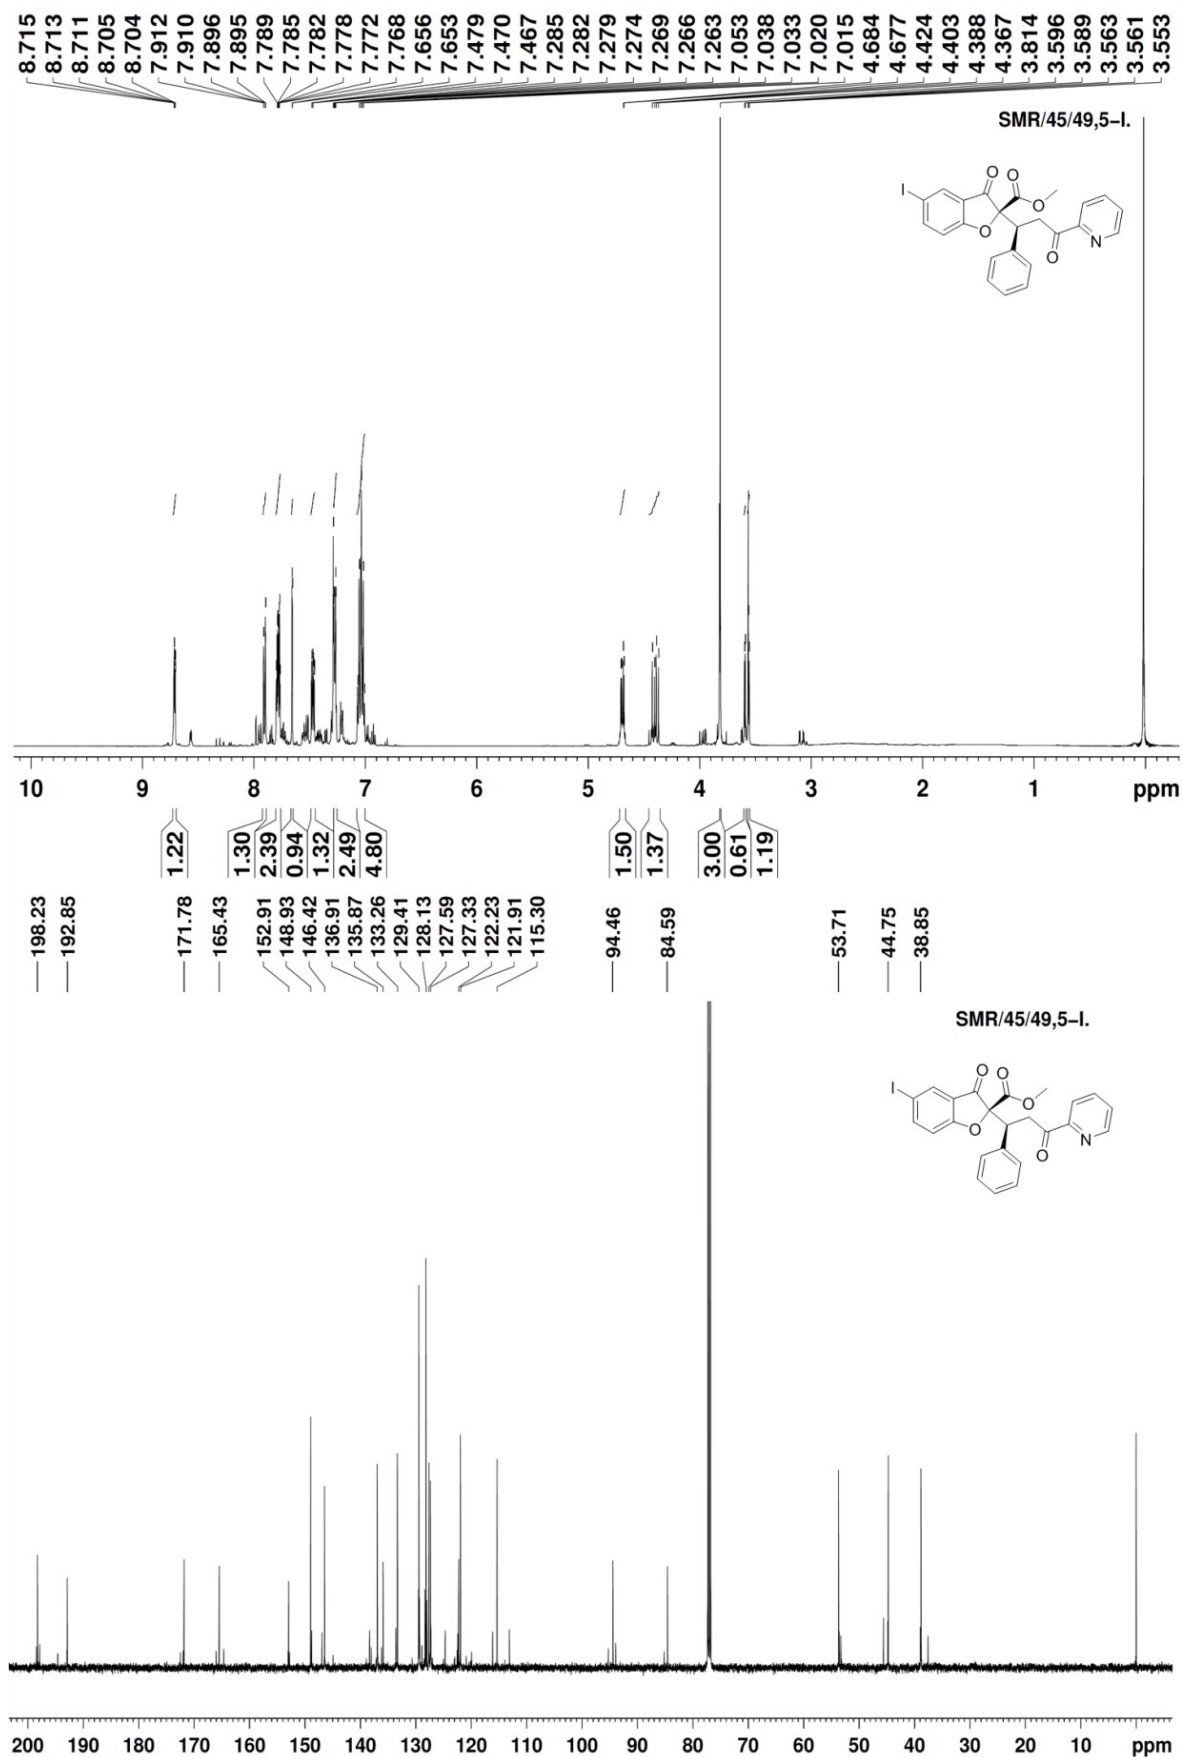 8.715 8.713 8.711 8.705 8.704 7.912 7.910 7.896 7.895 7.789 7.785 7.782 7.778 7.772 7.768 7.656 7.653 7.479 7.470 7.467 7.285 7.282 7.279 7.274 7.269 7.266 7.263 7.053 7.038 7.033 7.020 7.015 4.684 4.677 4.424 4.403 4.388 4.367 3.814 3.596 3.589 3.563 3.561 3.553
SMR/45/49,5–I.
O O
I
O
O
N
O
10 9 8 7 6 5 4 3 2 1 ppm
1.22 1.30 2.39 0.94 1.32 2.49 4.80 1.50 1.37 3.00 0.61 1.19
198.23 192.85 171.78 165.43 152.91 148.93 146.42 136.91 135.87 133.26 129.41 128.13 127.59 127.33 122.23 121.91 115.30 94.46 84.59 53.71 44.75 38.85
SMR/45/49,5–I.
O O
I
O
O
N
O
200 190 180 170 160 150 140 130 120 110 100 90 80 70 60 50 40 30 20 10 ppm